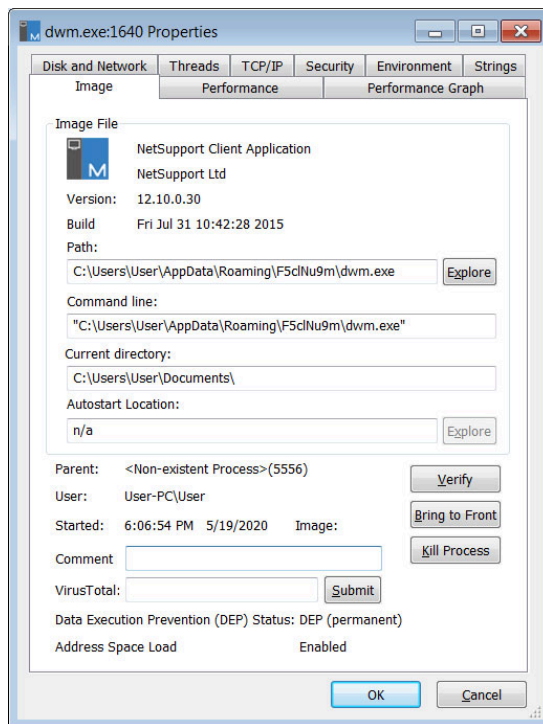 dwm.exe:1640 Properties
Disk and Network Threads TCP/IP Security Environment Strings
Image Performance Performance Graph
Image File
M
NetSupport Client Application
NetSupport Ltd
Version: 12.10.0.30
Build Fri Jul 31 10:42:28 2015
Path:
C:\Users\User\AppData\Roaming\F5clNu9m\dwm.exe Explore
Command line:
"C:\Users\User\AppData\Roaming\F5clNu9m\dwm.exe"
Current directory:
C:\Users\User\Documents\
Autostart Location:
n/a Explore
Parent: <Non-existent Process>(5556) Verify
User: User-PC\User
Bring to Front
Started: 6:06:54 PM 5/19/2020 Image:
Comment Kill Process
VirusTotal: Submit
Data Execution Prevention (DEP) Status: DEP (permanent)
Address Space Load Enabled
OK Cancel